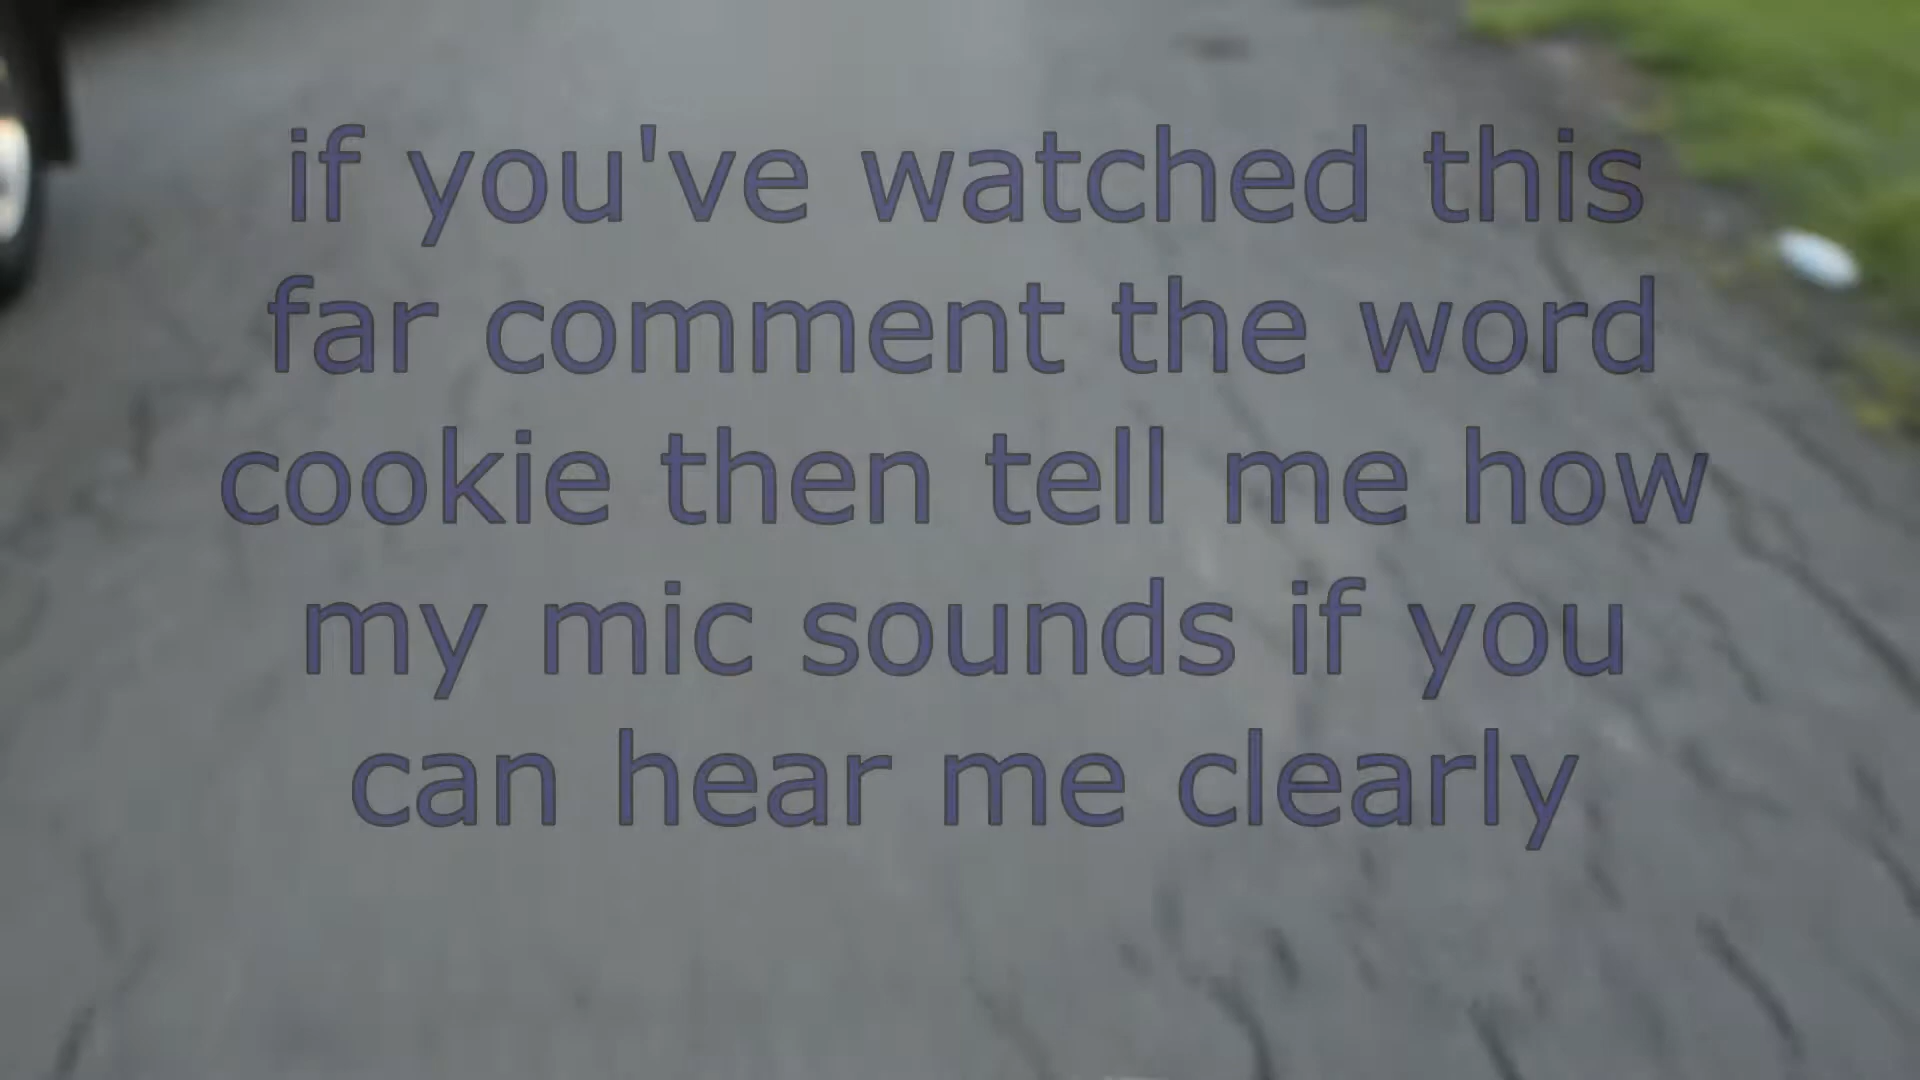 if you've watched this
far comment the word
cookie then tell me how
my mic sounds if you
can hear me clearly